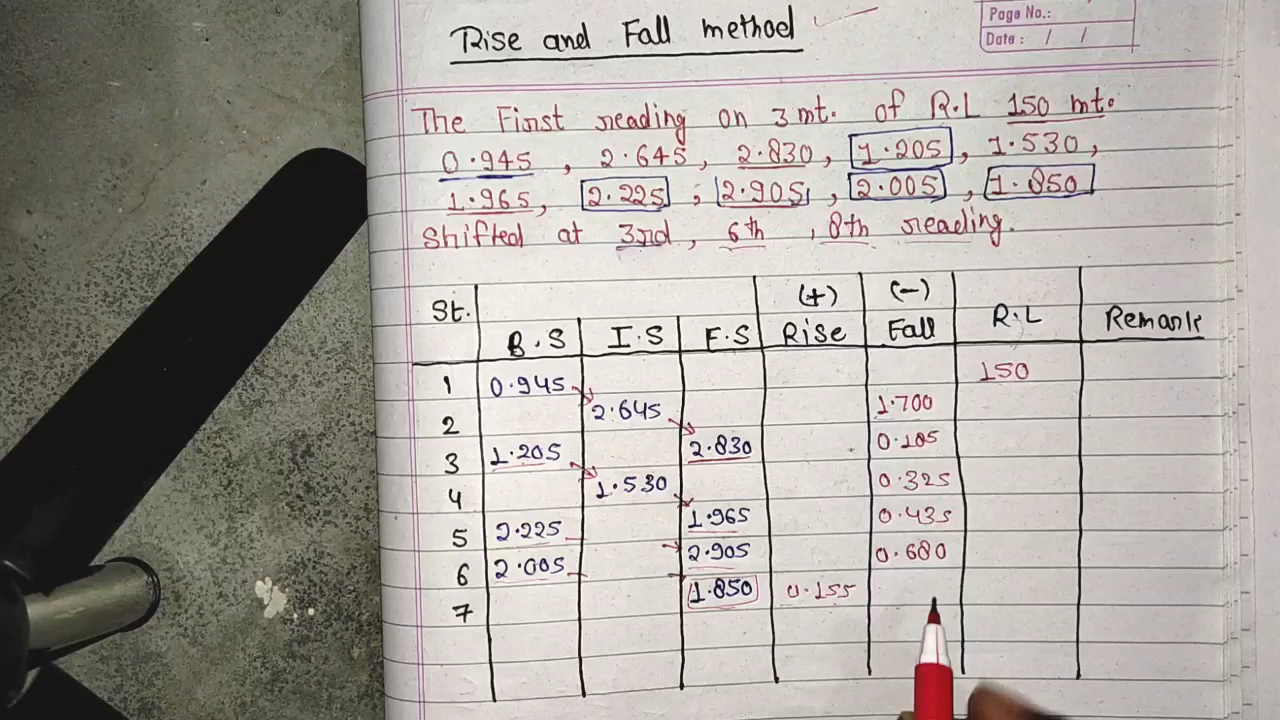 Page No.:
Rise and Fall method
Date : / /
The First reading on 3 mt. of R.L 150 mt.
0.945 , 2.645 , 2.830 , 1.205 , 1.530 ,
1.965 , 2.225 ; 2.905 , 2.005 , 1.850
Shifted at 3rd , 6th , 8th reading.
St. B.S I.S F.S (+) Rise (-) Fall R.L Remark
1 0.945 150
2 2.645 1.700
3 1.205 2.830 0.185
4 1.530 0.325
5 2.225 1.965 0.435
6 2.005 2.905 0.680
7 1.850 0.155